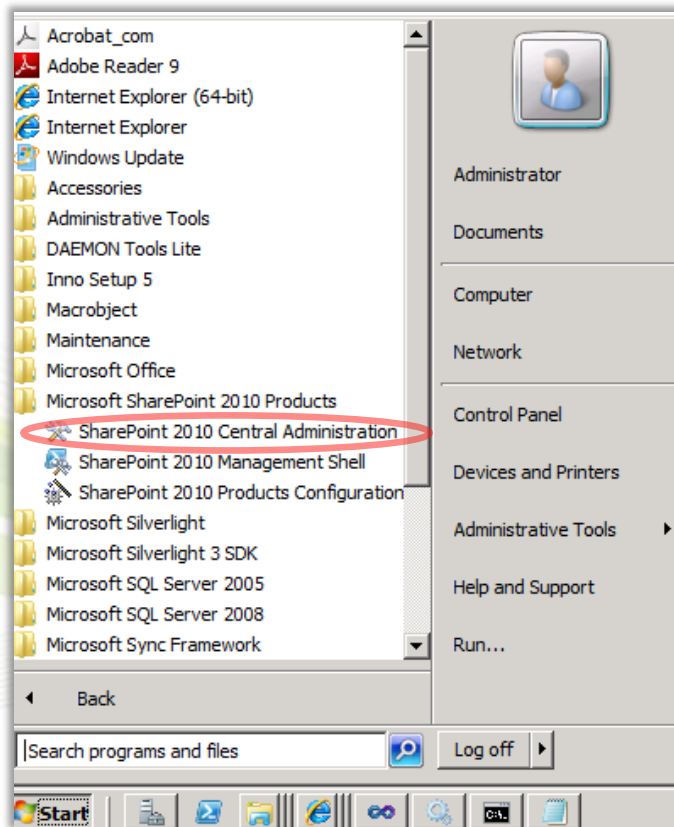 Acrobat_com
Adobe Reader 9
Internet Explorer (64-bit)
Internet Explorer
Windows Update
Accessories
Administrative Tools
DAEMON Tools Lite
Inno Setup 5
Macrobject
Maintenance
Microsoft Office
Microsoft SharePoint 2010 Products
SharePoint 2010 Central Administration
SharePoint 2010 Management Shell
SharePoint 2010 Products Configuration
Microsoft Silverlight
Microsoft Silverlight 3 SDK
Microsoft SQL Server 2005
Microsoft SQL Server 2008
Microsoft Sync Framework
Back
Search programs and files
Administrator
Documents
Computer
Network
Control Panel
Devices and Printers
Administrative Tools
Help and Support
Run...
Log off
Start
C:\.